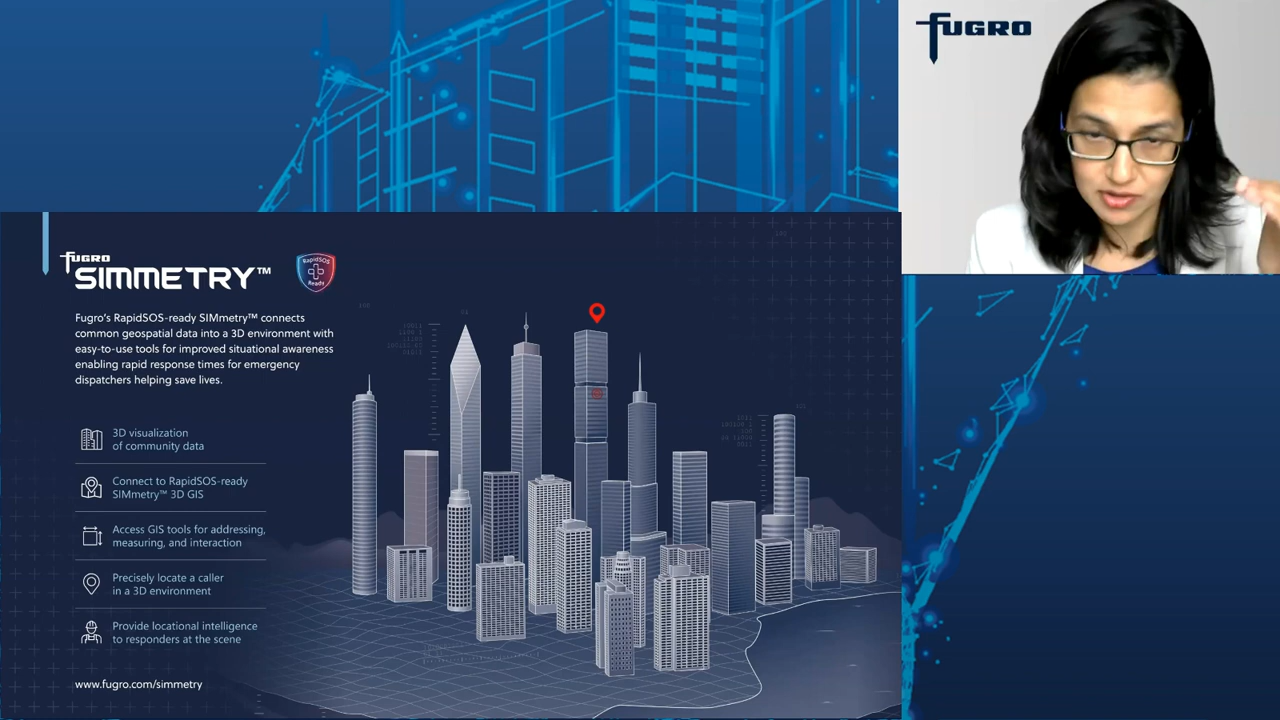 FUGRO
FUGRO
SIMMETRY™
RapidSOS
Ready
Fugro's RapidSOS-ready SIMmetry™ connects
common geospatial data into a 3D environment with
easy-to-use tools for improved situational awareness
enabling rapid response times for emergency
dispatchers helping save lives.
3D visualization
of community data
Connect to RapidSOS-ready
SIMmetry™ 3D GIS
Access GIS tools for addressing,
measuring, and interaction
Precisely locate a caller
in a 3D environment
Provide locational intelligence
to responders at the scene
www.fugro.com/simmetry